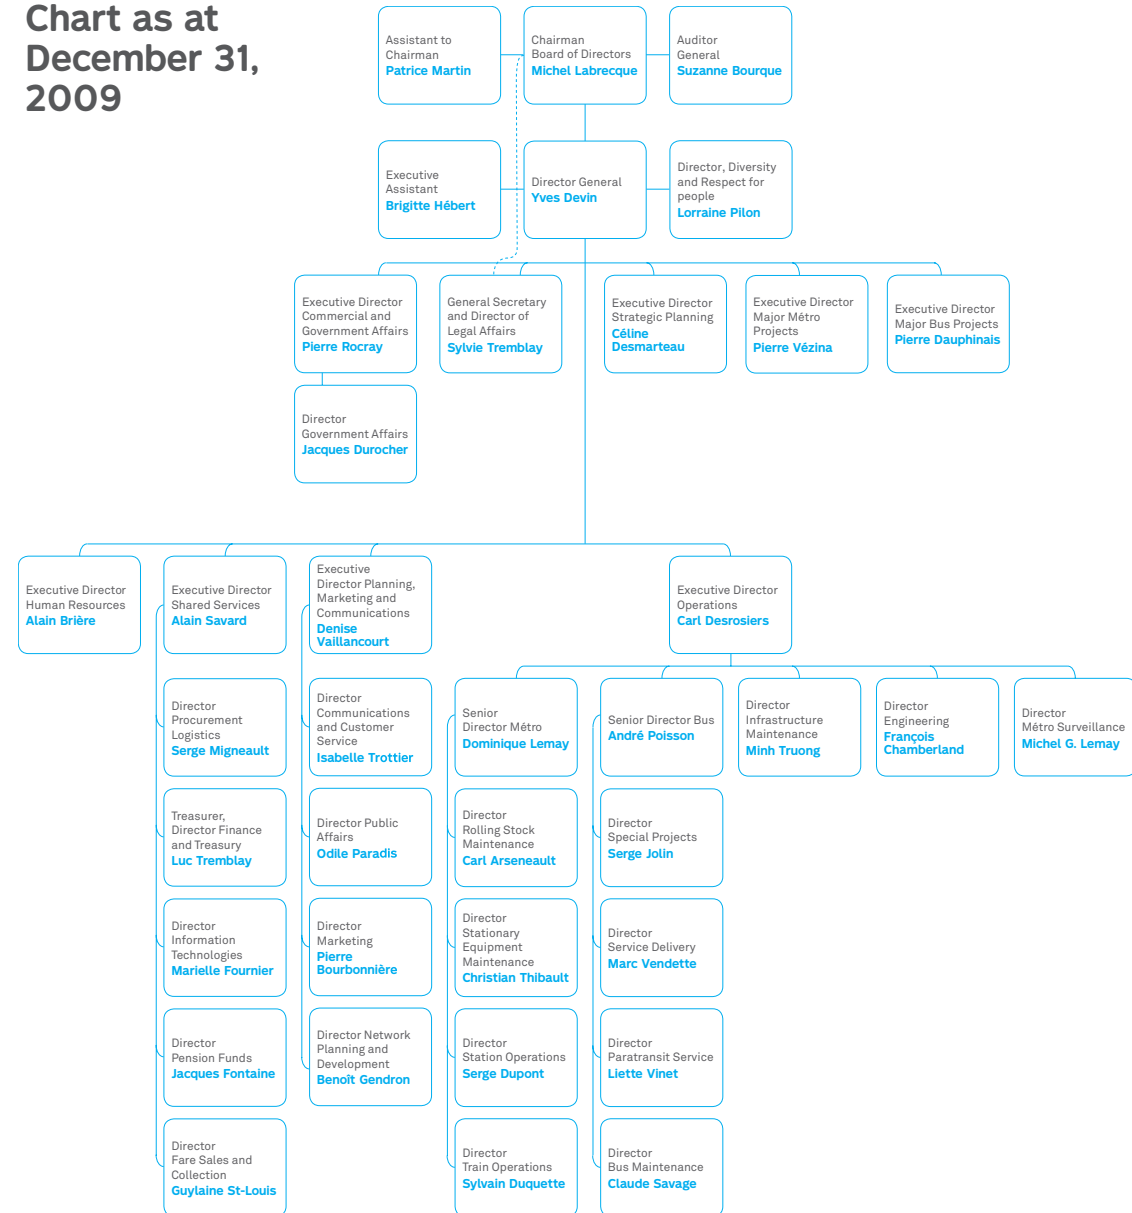 Chart as at
December 31,
2009
Assistant to
Chairman
Patrice Martin
Chairman
Board of Directors
Michel Labrecque
Auditor
General
Suzanne Bourque
Executive
Assistant
Brigitte Hébert
Director General
Yves Devin
Director, Diversity
and Respect for
people
Lorraine Pilon
Executive Director
Commercial and
Government Affairs
Pierre Rocray
General Secretary
and Director of
Legal Affairs
Sylvie Tremblay
Executive Director
Strategic Planning
Céline
Desmarteau
Executive Director
Major Métro
Projects
Pierre Vézina
Executive Director
Major Bus Projects
Pierre Dauphinais
Director
Government Affairs
Jacques Durocher
Executive Director
Human Resources
Alain Brière
Executive Director
Shared Services
Alain Savard
Executive
Director Planning,
Marketing and
Communications
Denise
Vaillancourt
Executive Director
Operations
Carl Desrosiers
Director
Procurement
Logistics
Serge Migneault
Director
Communications
and Customer
Service
Isabelle Trottier
Senior
Director Métro
Dominique Lemay
Senior Director Bus
André Poisson
Director
Infrastructure
Maintenance
Minh Truong
Director
Engineering
François
Chamberland
Director
Métro Surveillance
Michel G. Lemay
Treasurer,
Director Finance
and Treasury
Luc Tremblay
Director Public
Affairs
Odile Paradis
Director
Rolling Stock
Maintenance
Carl Arseneault
Director
Special Projects
Serge Jolin
Director
Information
Technologies
Marielle Fournier
Director
Marketing
Pierre
Bourbonnière
Director
Stationary
Equipment
Maintenance
Christian Thibault
Director
Service Delivery
Marc Vendette
Director
Pension Funds
Jacques Fontaine
Director Network
Planning and
Development
Benoît Gendron
Director
Station Operations
Serge Dupont
Director
Paratransit Service
Liette Vinet
Director
Fare Sales and
Collection
Guylaine St-Louis
Director
Train Operations
Sylvain Duquette
Director
Bus Maintenance
Claude Savage